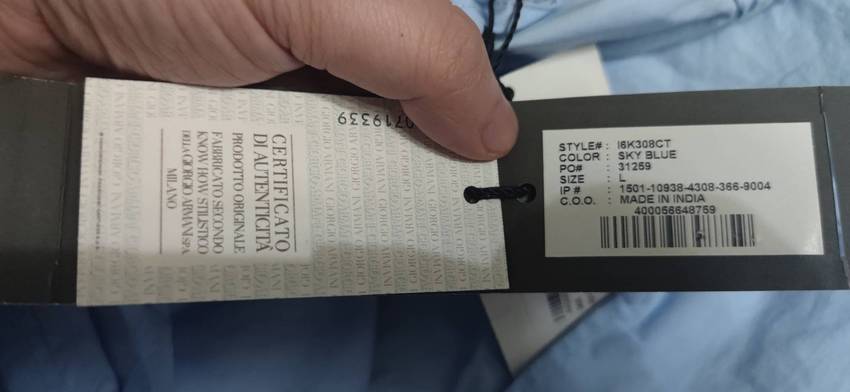 CERTIFICATO
DI AUTENTICITÀ
PRODOTTO ORIGINALE
FABBRICATO SECONDO
KNOW HOW STILISTICO
DELLA GIORGIO ARMANI SPA
MILANO
0719339
STYLE# : I6K308CT
COLOR : SKY BLUE
PO# : 31259
SIZE : L
IP # : 1501-10938-4308-366-9004
C.O.O. : MADE IN INDIA
400056648759